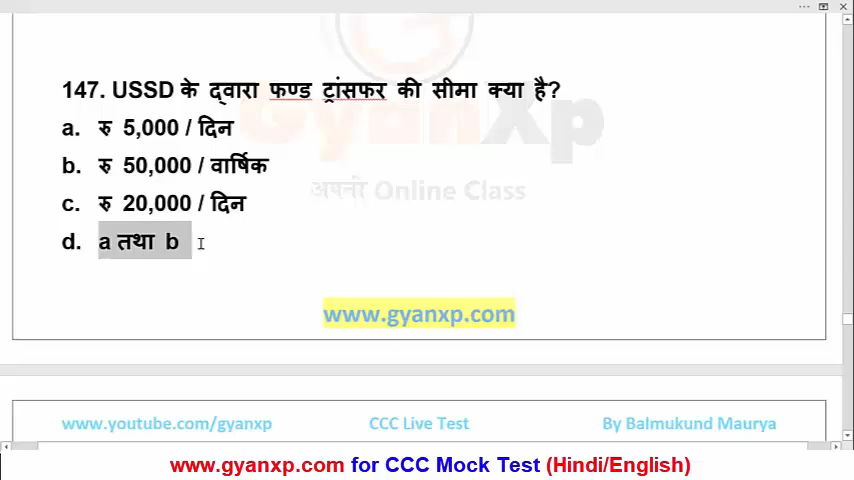 147. USSD के द्वारा फण्ड ट्रांसफर की सीमा क्या है?
a. रु 5,000 / दिन
b. रु 50,000 / वार्षिक
c. रु 20,000 / दिन
d. a तथा b
GyanXp
अपनी Online Class
www.gyanxp.com
www.youtube.com/gyanxp CCC Live Test By Balmukund Maurya
www.gyanxp.com for CCC Mock Test (Hindi/English)